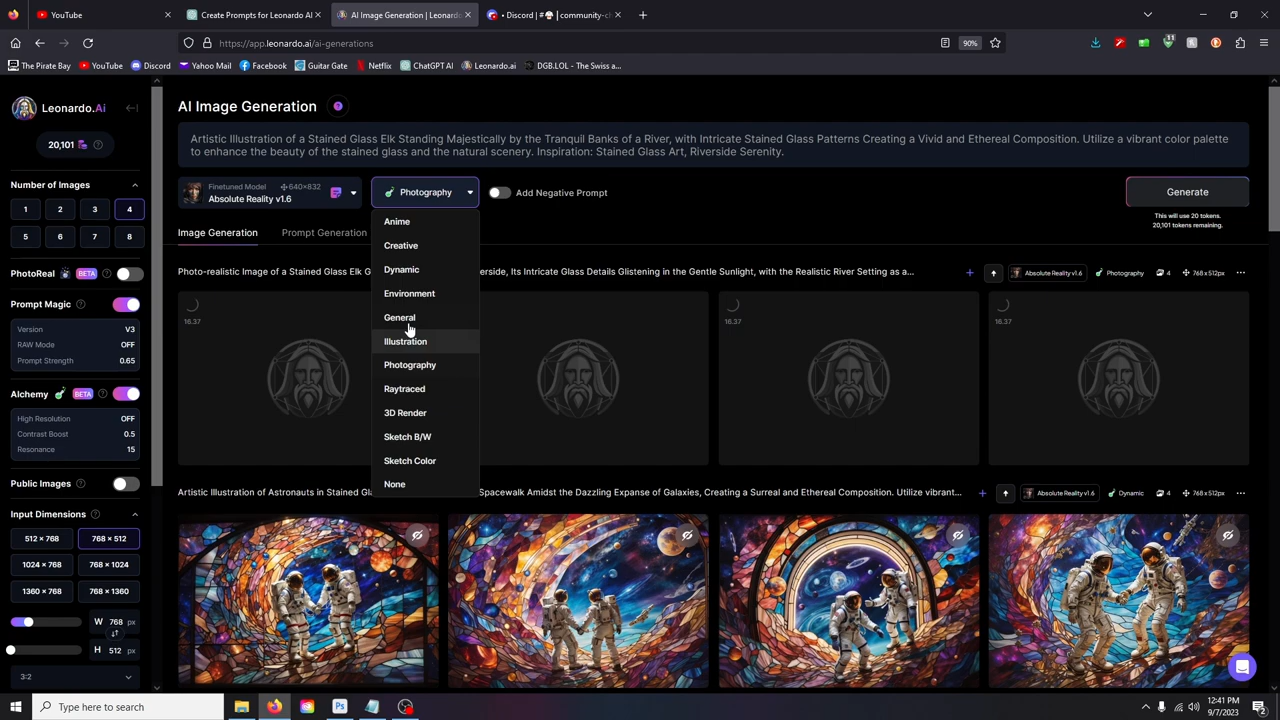 YouTube
Create Prompts for Leonardo AI
AI Image Generation | Leonardo
• Discord | #
community-c
https://app.leonardo.ai/ai-generations
90%
11
The Pirate Bay
YouTube
Discord
Yahoo Mail
Facebook
Guitar Gate
Netflix
ChatGPT AI
Leonardo.ai
DGB.LOL - The Swiss a...
Leonardo.Ai
20,101
Number of Images
1 2 3 4
5 6 7 8
PhotoReal BETA
Prompt Magic
Version V3
RAW Mode OFF
Prompt Strength 0.65
Alchemy BETA
High Resolution OFF
Contrast Boost 0.5
Resonance 15
Public Images
Input Dimensions
512 × 768 768 × 512
1024 × 768 768 × 1024
1360 × 768 768 × 1360
W 768 px
H 512 px
3:2
AI Image Generation
Artistic Illustration of a Stained Glass Elk Standing Majestically by the Tranquil Banks of a River, with Intricate Stained Glass Patterns Creating a Vivid and Ethereal Composition. Utilize a vibrant color palette
to enhance the beauty of the stained glass and the natural scenery. Inspiration: Stained Glass Art, Riverside Serenity.
Finetuned Model 640×832
Absolute Reality v1.6
Photography
Add Negative Prompt
Generate
This will use 20 tokens.
20,101 tokens remaining.
Image Generation
Prompt Generation
Anime
Creative
Dynamic
Environment
General
Illustration
Photography
Raytraced
3D Render
Sketch B/W
Sketch Color
None
Photo-realistic Image of a Stained Glass Elk G
erside, Its Intricate Glass Details Glistening in the Gentle Sunlight, with the Realistic River Setting as a...
Absolute Reality v1.6
Photography
4
768 x 512px
16.37
16.37
16.37
Artistic Illustration of Astronauts in Stained Gla
Spacewalk Amidst the Dazzling Expanse of Galaxies, Creating a Surreal and Ethereal Composition. Utilize vibrant...
Absolute Reality v1.6
Dynamic
4
768 x 512px
Type here to search
Ps
12:41 PM
9/7/2023
2